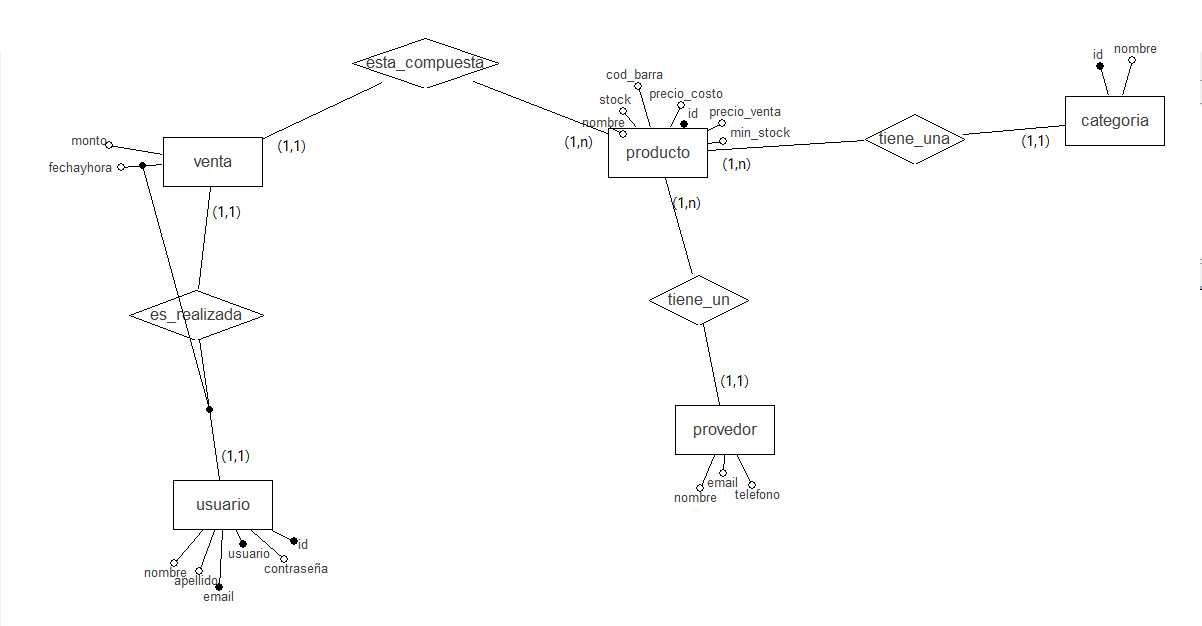 esta_compuesta
id
nombre
cod_barra
precio_costo
stock
id
precio_venta
nombre
min_stock
categoria
monto
(1,1)
(1,n)
producto
tiene_una
(1,1)
venta
fechayhora
(1,n)
(1,1)
(1,n)
tiene_un
es_realizada
(1,1)
provedor
(1,1)
email
nombre
telefono
usuario
id
usuario
contraseña
nombre
apellido
email